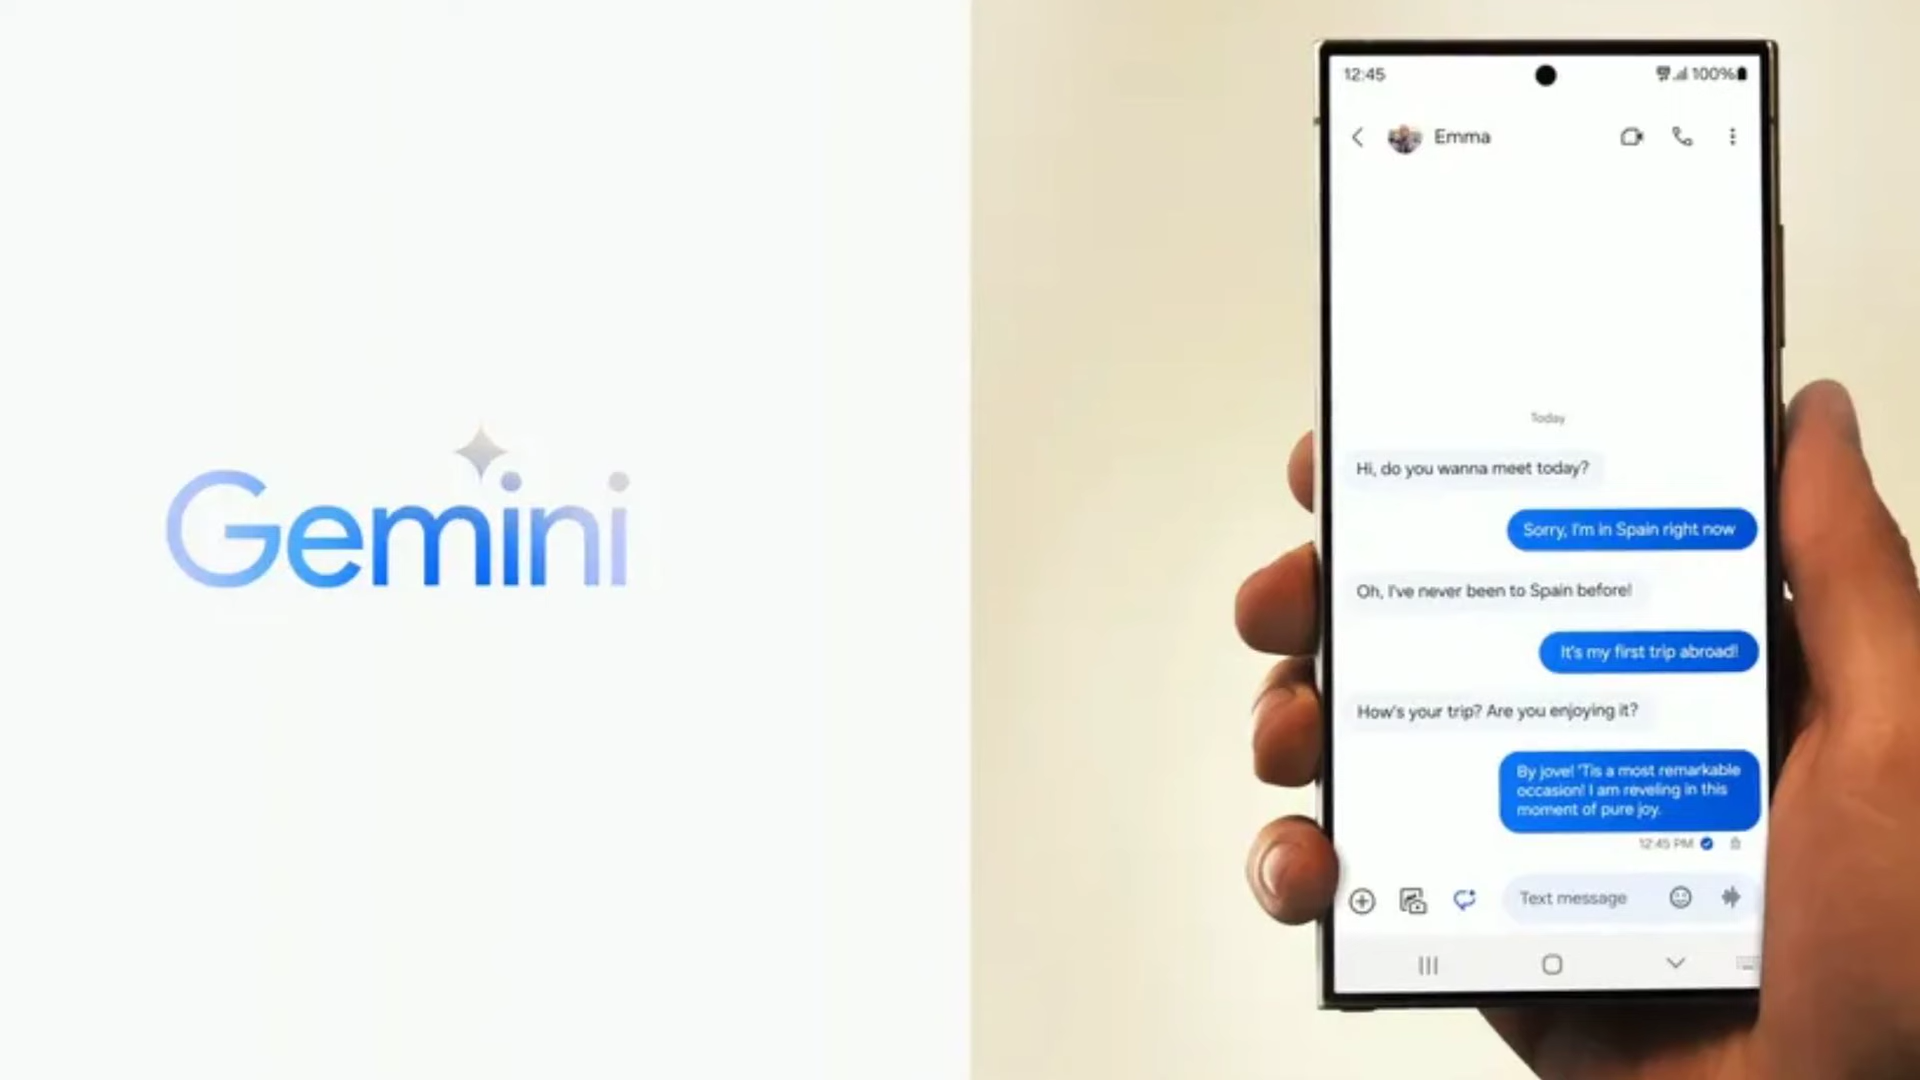 Gemini
12:45
100%
Emma
Today
Hi, do you wanna meet today?
Sorry, I'm in Spain right now
Oh, I've never been to Spain before!
It's my first trip abroad!
How's your trip? Are you enjoying it?
By jove! 'Tis a most remarkable
occasion! I am reveling in this
moment of pure joy.
12:45 PM
Text message